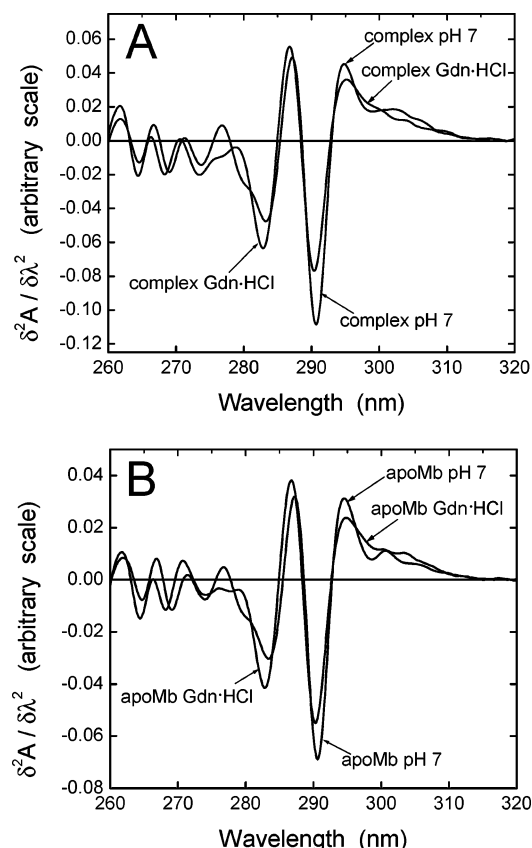 A
0.06
0.04
0.02
0.00
-0.02
-0.04
-0.06
-0.08
-0.10
-0.12
δ²A / δλ² (arbitrary scale)
complex pH 7
complex Gdn·HCl
complex Gdn·HCl
complex pH 7
260 270 280 290 300 310 320
Wavelength (nm)
B
0.04
0.02
0.00
-0.02
-0.04
-0.06
-0.08
δ²A / δλ² (arbitrary scale)
apoMb pH 7
apoMb Gdn·HCl
apoMb Gdn·HCl
apoMb pH 7
260 270 280 290 300 310 320
Wavelength (nm)